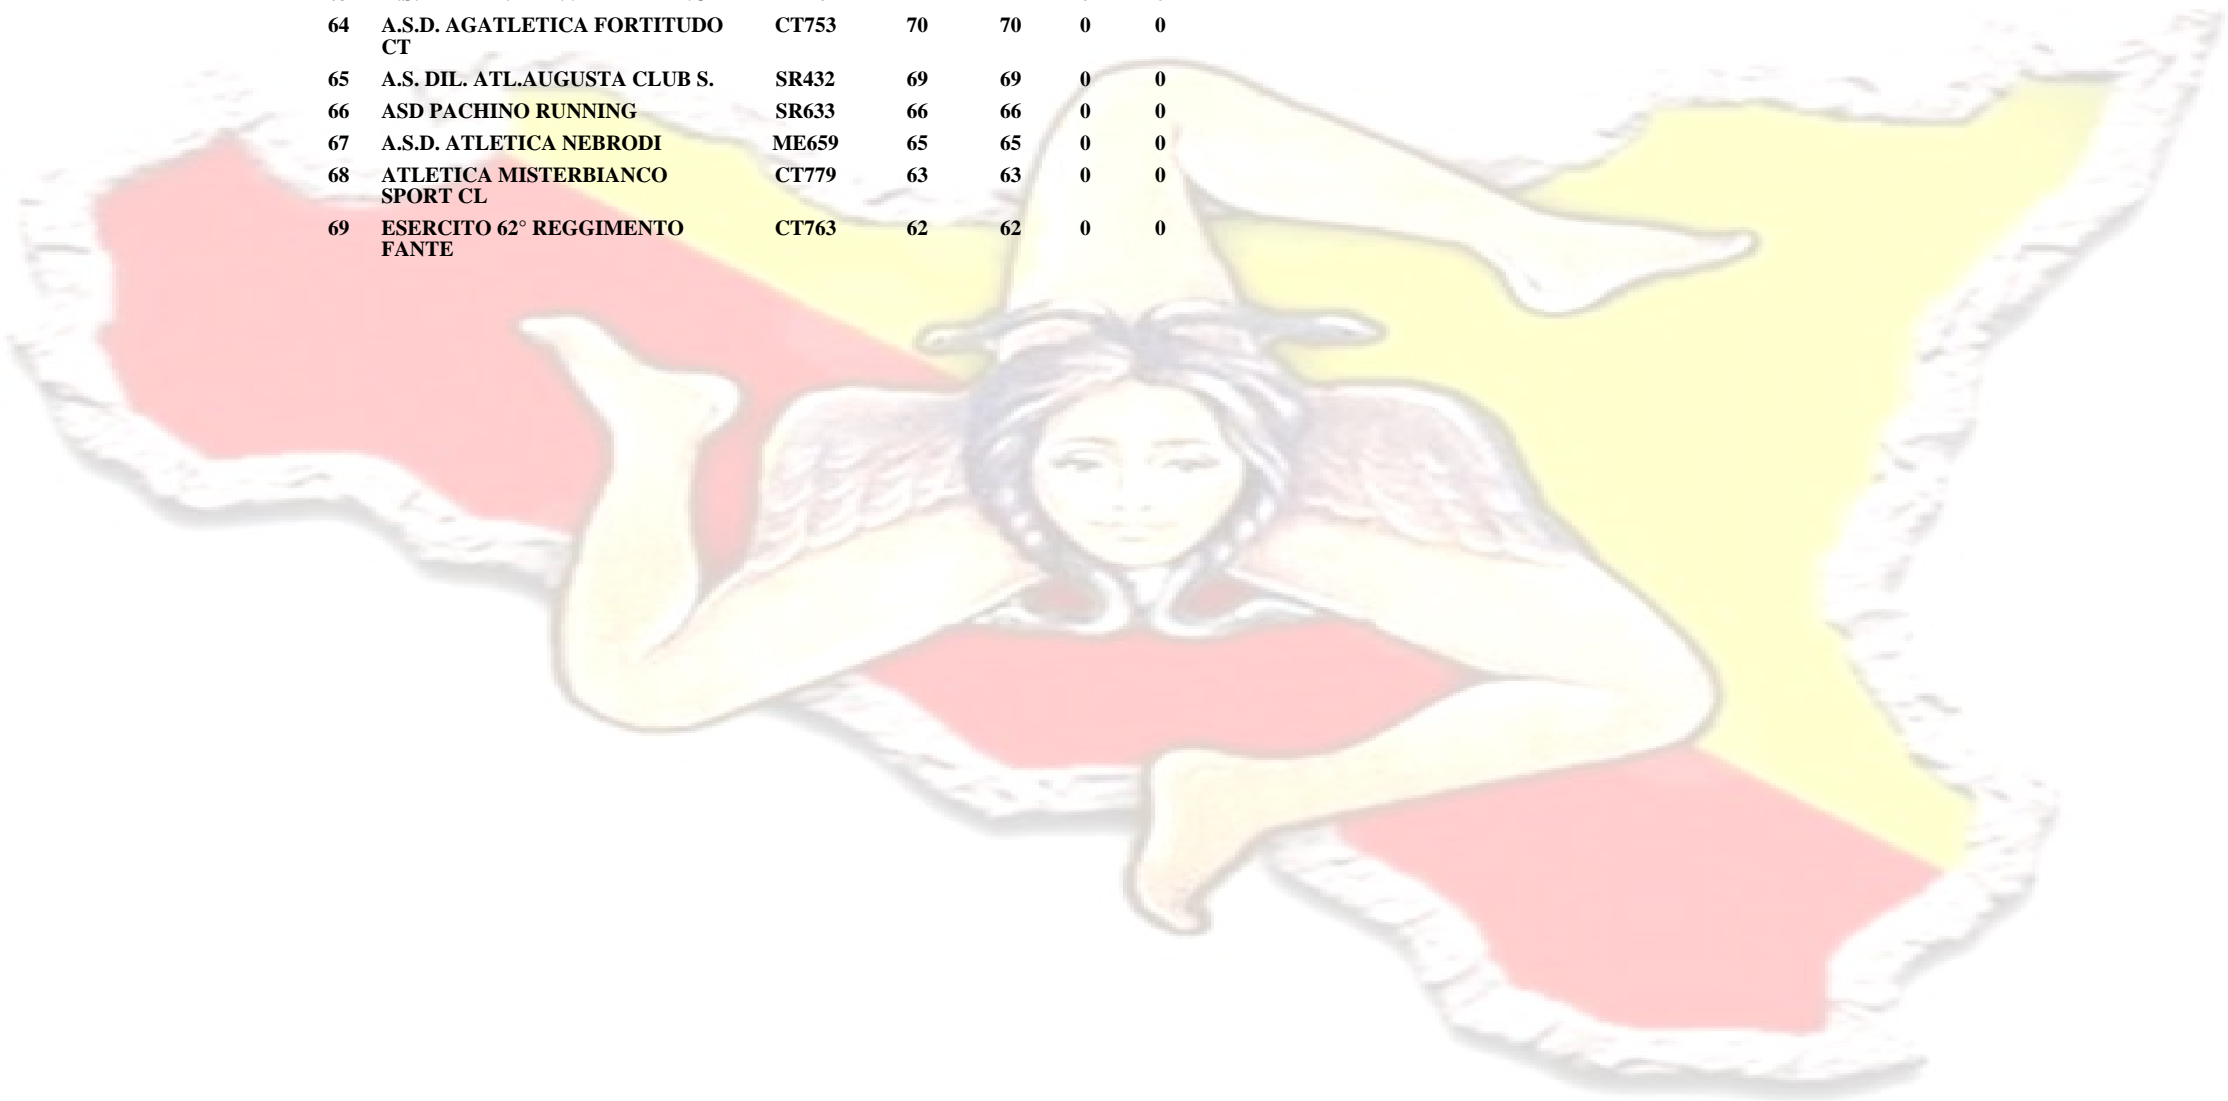 64 A.S.D. AGATLETICA FORTITUDO CT753 70 70 0 0
CT
65 A.S. DIL. ATL.AUGUSTA CLUB S. SR432 69 69 0 0
66 ASD PACHINO RUNNING SR633 66 66 0 0
67 A.S.D. ATLETICA NEBRODI ME659 65 65 0 0
68 ATLETICA MISTERBIANCO CT779 63 63 0 0
SPORT CL
69 ESERCITO 62° REGGIMENTO CT763 62 62 0 0
FANTE